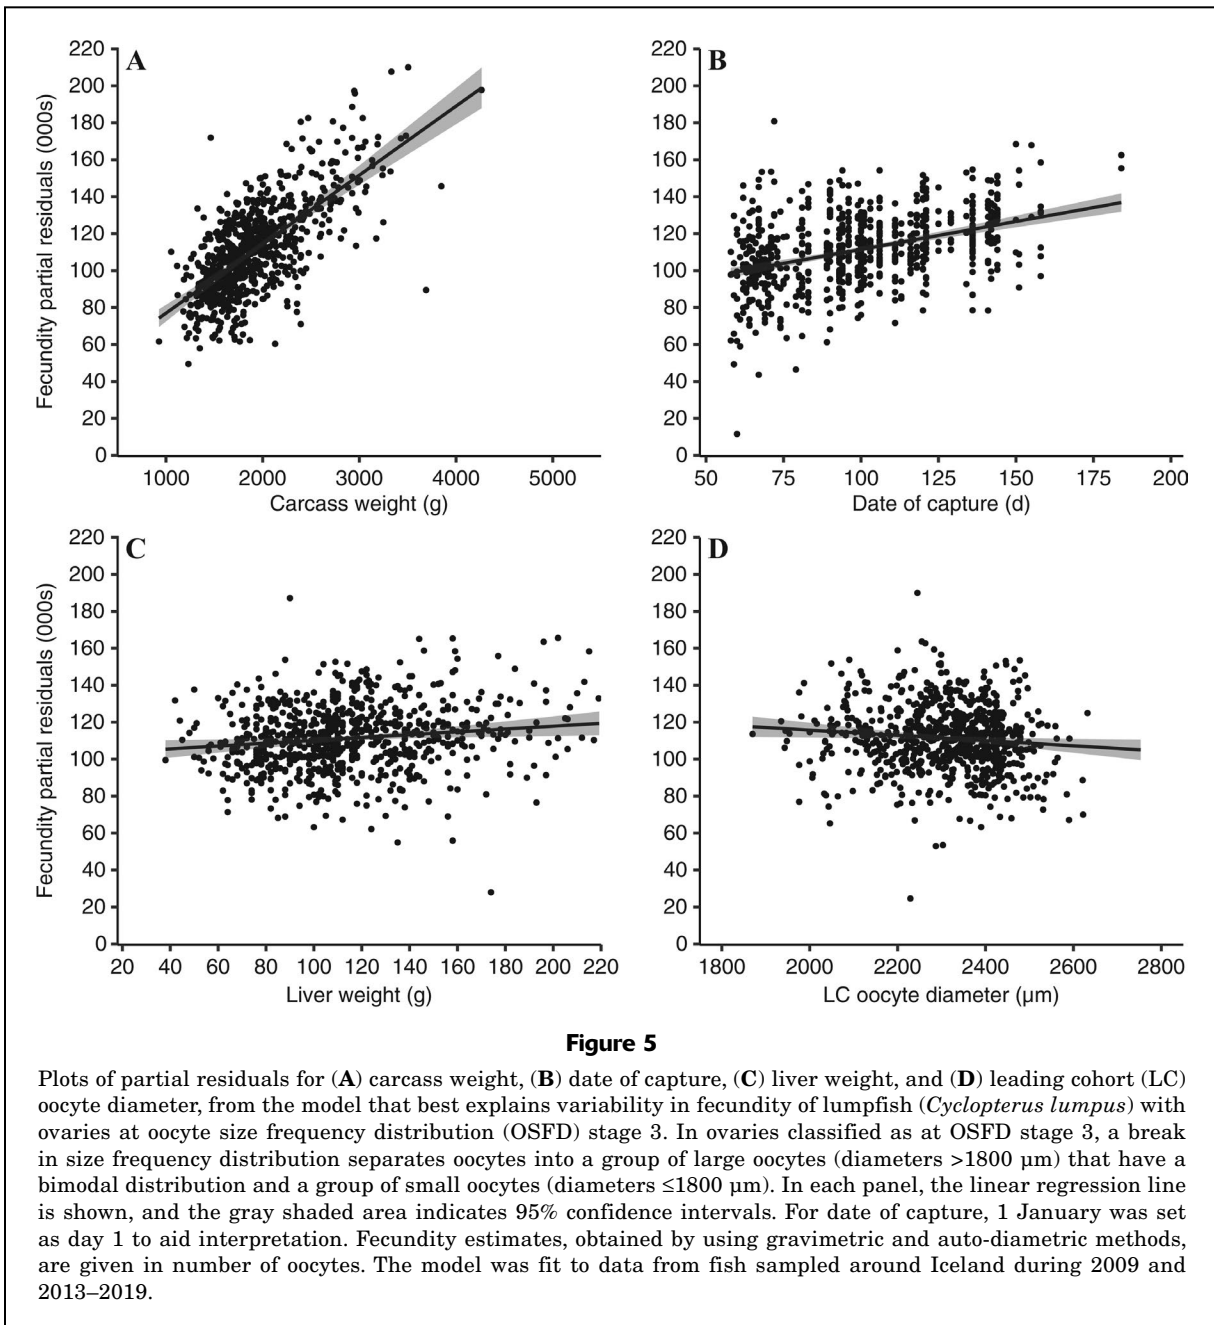 A
Fecundity partial residuals (000s)
220
200
180
160
140
120
100
80
60
40
20
0
1000 2000 3000 4000 5000
Carcass weight (g)
B
220
200
180
160
140
120
100
80
60
40
20
0
50 75 100 125 150 175 200
Date of capture (d)
C
Fecundity partial residuals (000s)
220
200
180
160
140
120
100
80
60
40
20
0
20 40 60 80 100 120 140 160 180 200 220
Liver weight (g)
D
220
200
180
160
140
120
100
80
60
40
20
0
1800 2000 2200 2400 2600 2800
LC oocyte diameter (µm)
Figure 5
Plots of partial residuals for (A) carcass weight, (B) date of capture, (C) liver weight, and (D) leading cohort (LC)
oocyte diameter, from the model that best explains variability in fecundity of lumpfish (Cyclopterus lumpus) with
ovaries at oocyte size frequency distribution (OSFD) stage 3. In ovaries classified as at OSFD stage 3, a break
in size frequency distribution separates oocytes into a group of large oocytes (diameters >1800 µm) that have a
bimodal distribution and a group of small oocytes (diameters ≤1800 µm). In each panel, the linear regression line
is shown, and the gray shaded area indicates 95% confidence intervals. For date of capture, 1 January was set
as day 1 to aid interpretation. Fecundity estimates, obtained by using gravimetric and auto-diametric methods,
are given in number of oocytes. The model was fit to data from fish sampled around Iceland during 2009 and
2013–2019.